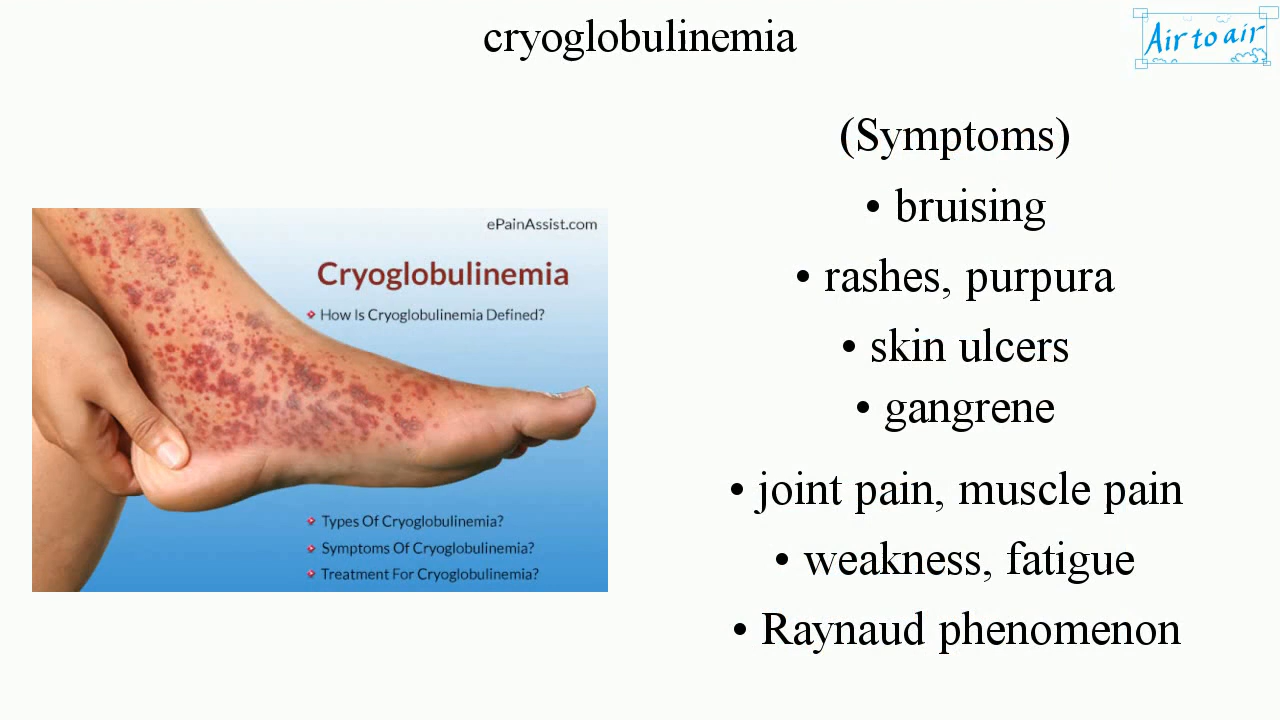 cryoglobulinemia
Air to air
ePainAssist.com
Cryoglobulinemia
How Is Cryoglobulinemia Defined?
Types Of Cryoglobulinemia?
Symptoms Of Cryoglobulinemia?
Treatment For Cryoglobulinemia?
(Symptoms)
• bruising
• rashes, purpura
• skin ulcers
• gangrene
• joint pain, muscle pain
• weakness, fatigue
• Raynaud phenomenon